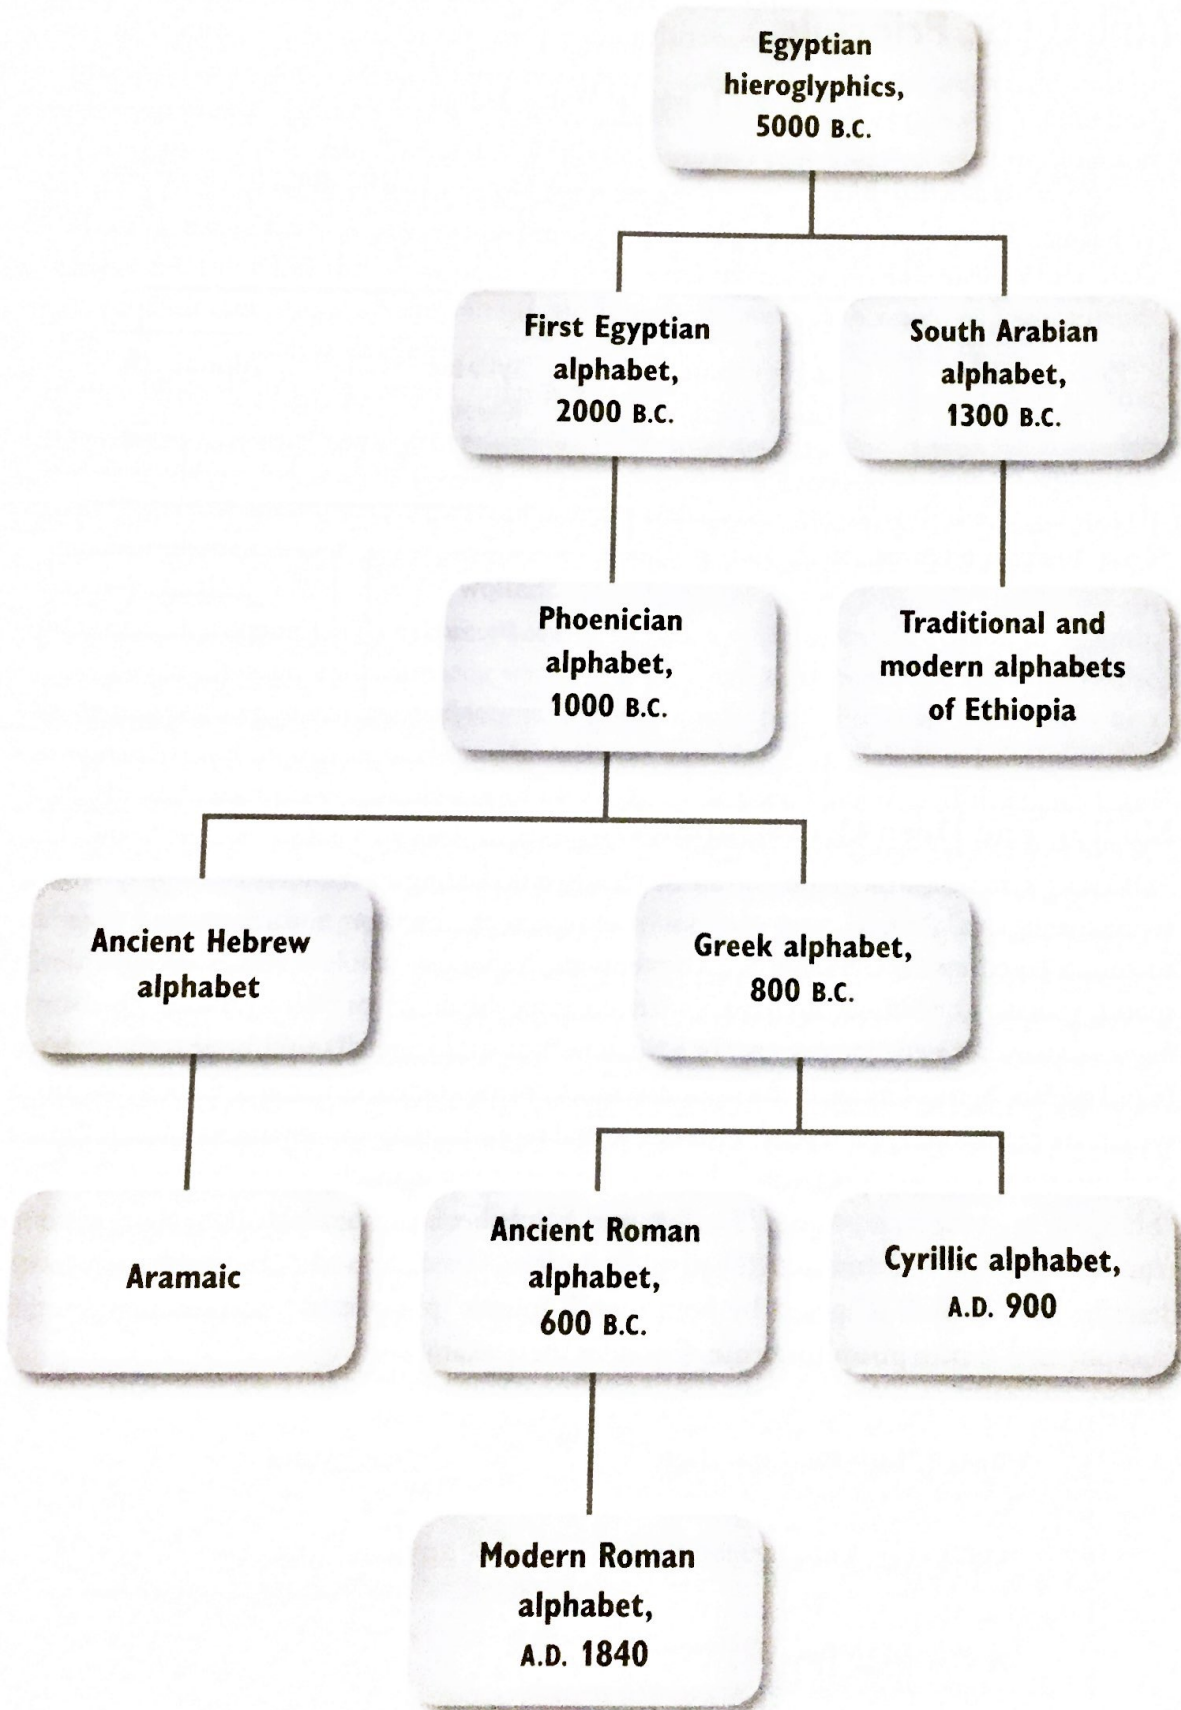 Egyptian
hieroglyphics,
5000 B.C.
First Egyptian
alphabet,
2000 B.C.
South Arabian
alphabet,
1300 B.C.
Phoenician
alphabet,
1000 B.C.
Traditional and
modern alphabets
of Ethiopia
Ancient Hebrew
alphabet
Greek alphabet,
800 B.C.
Aramaic
Ancient Roman
alphabet,
600 B.C.
Cyrillic alphabet,
A.D. 900
Modern Roman
alphabet,
A.D. 1840